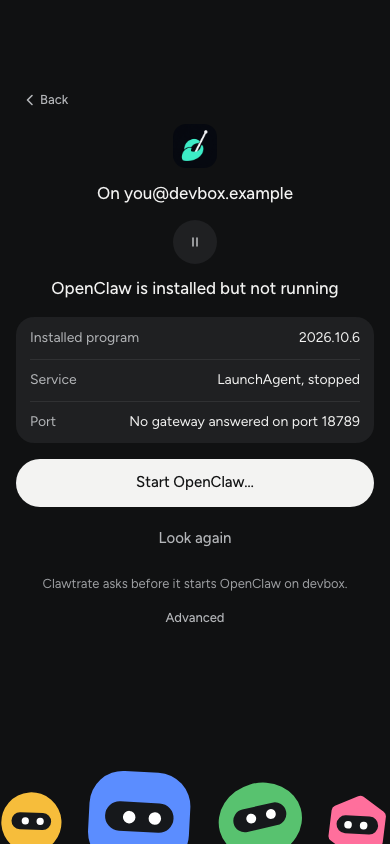 Back
On you@devbox.example
OpenClaw is installed but not running
Installed program 2026.10.6
Service LaunchAgent, stopped
Port No gateway answered on port 18789
Start OpenClaw...
Look again
Clawtrate asks before it starts OpenClaw on devbox.
Advanced